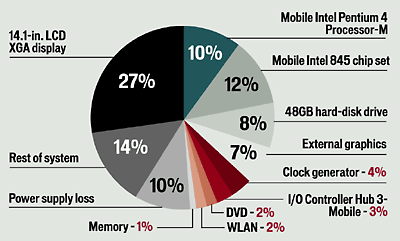 14.1-in. LCD
XGA display
27%
Mobile Intel Pentium 4
Processor-M
10%
Mobile Intel 845 chip set
12%
48GB hard-disk drive
8%
External graphics
7%
Clock generator - 4%
I/O Controller Hub 3-
Mobile - 3%
DVD - 2%
WLAN - 2%
Memory - 1%
Power supply loss
10%
Rest of system
14%